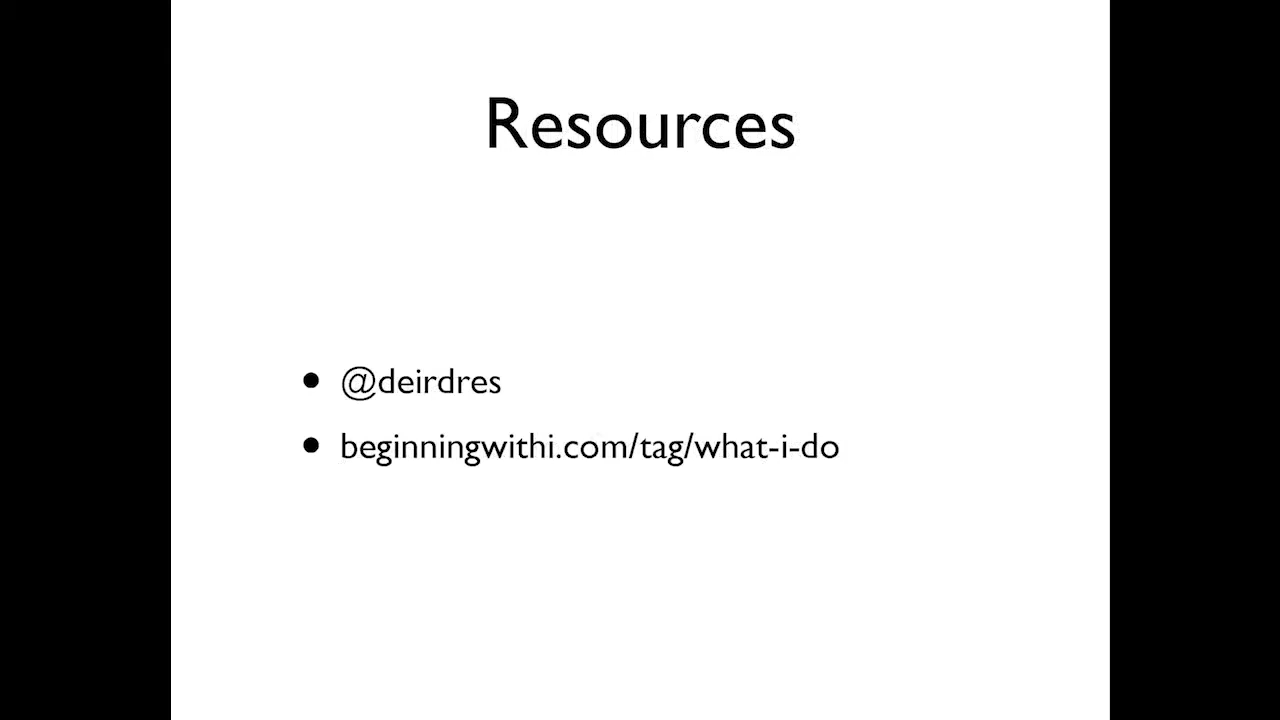 Resources
• @deirdres
• beginningwithi.com/tag/what-i-do